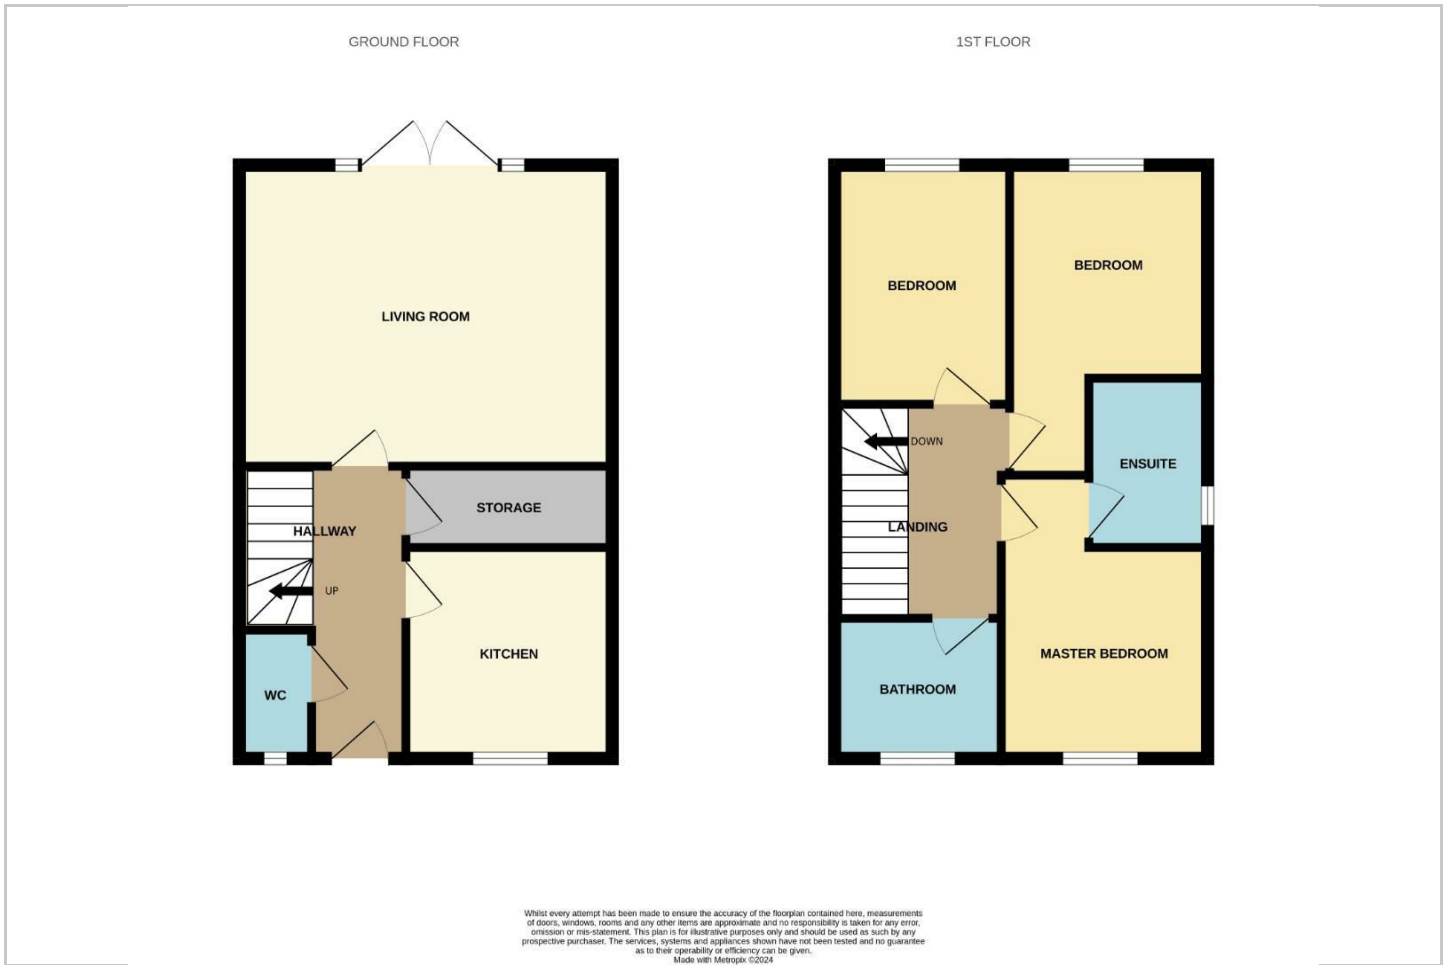 GROUND FLOOR
LIVING ROOM
STORAGE
HALLWAY
UP
KITCHEN
WC
1ST FLOOR
BEDROOM
BEDROOM
DOWN
ENSUITE
LANDING
MASTER BEDROOM
BATHROOM
Whilst every attempt has been made to ensure the accuracy of the floorplan contained here, measurements
of doors, windows, rooms and any other items are approximate and no responsibility is taken for any error,
omission or mis-statement. This plan is for illustrative purposes only and should be used as such by any
prospective purchaser. The services, systems and appliances shown have not been tested and no guarantee
as to their operability or efficiency can be given.
Made with Metropix ©2024